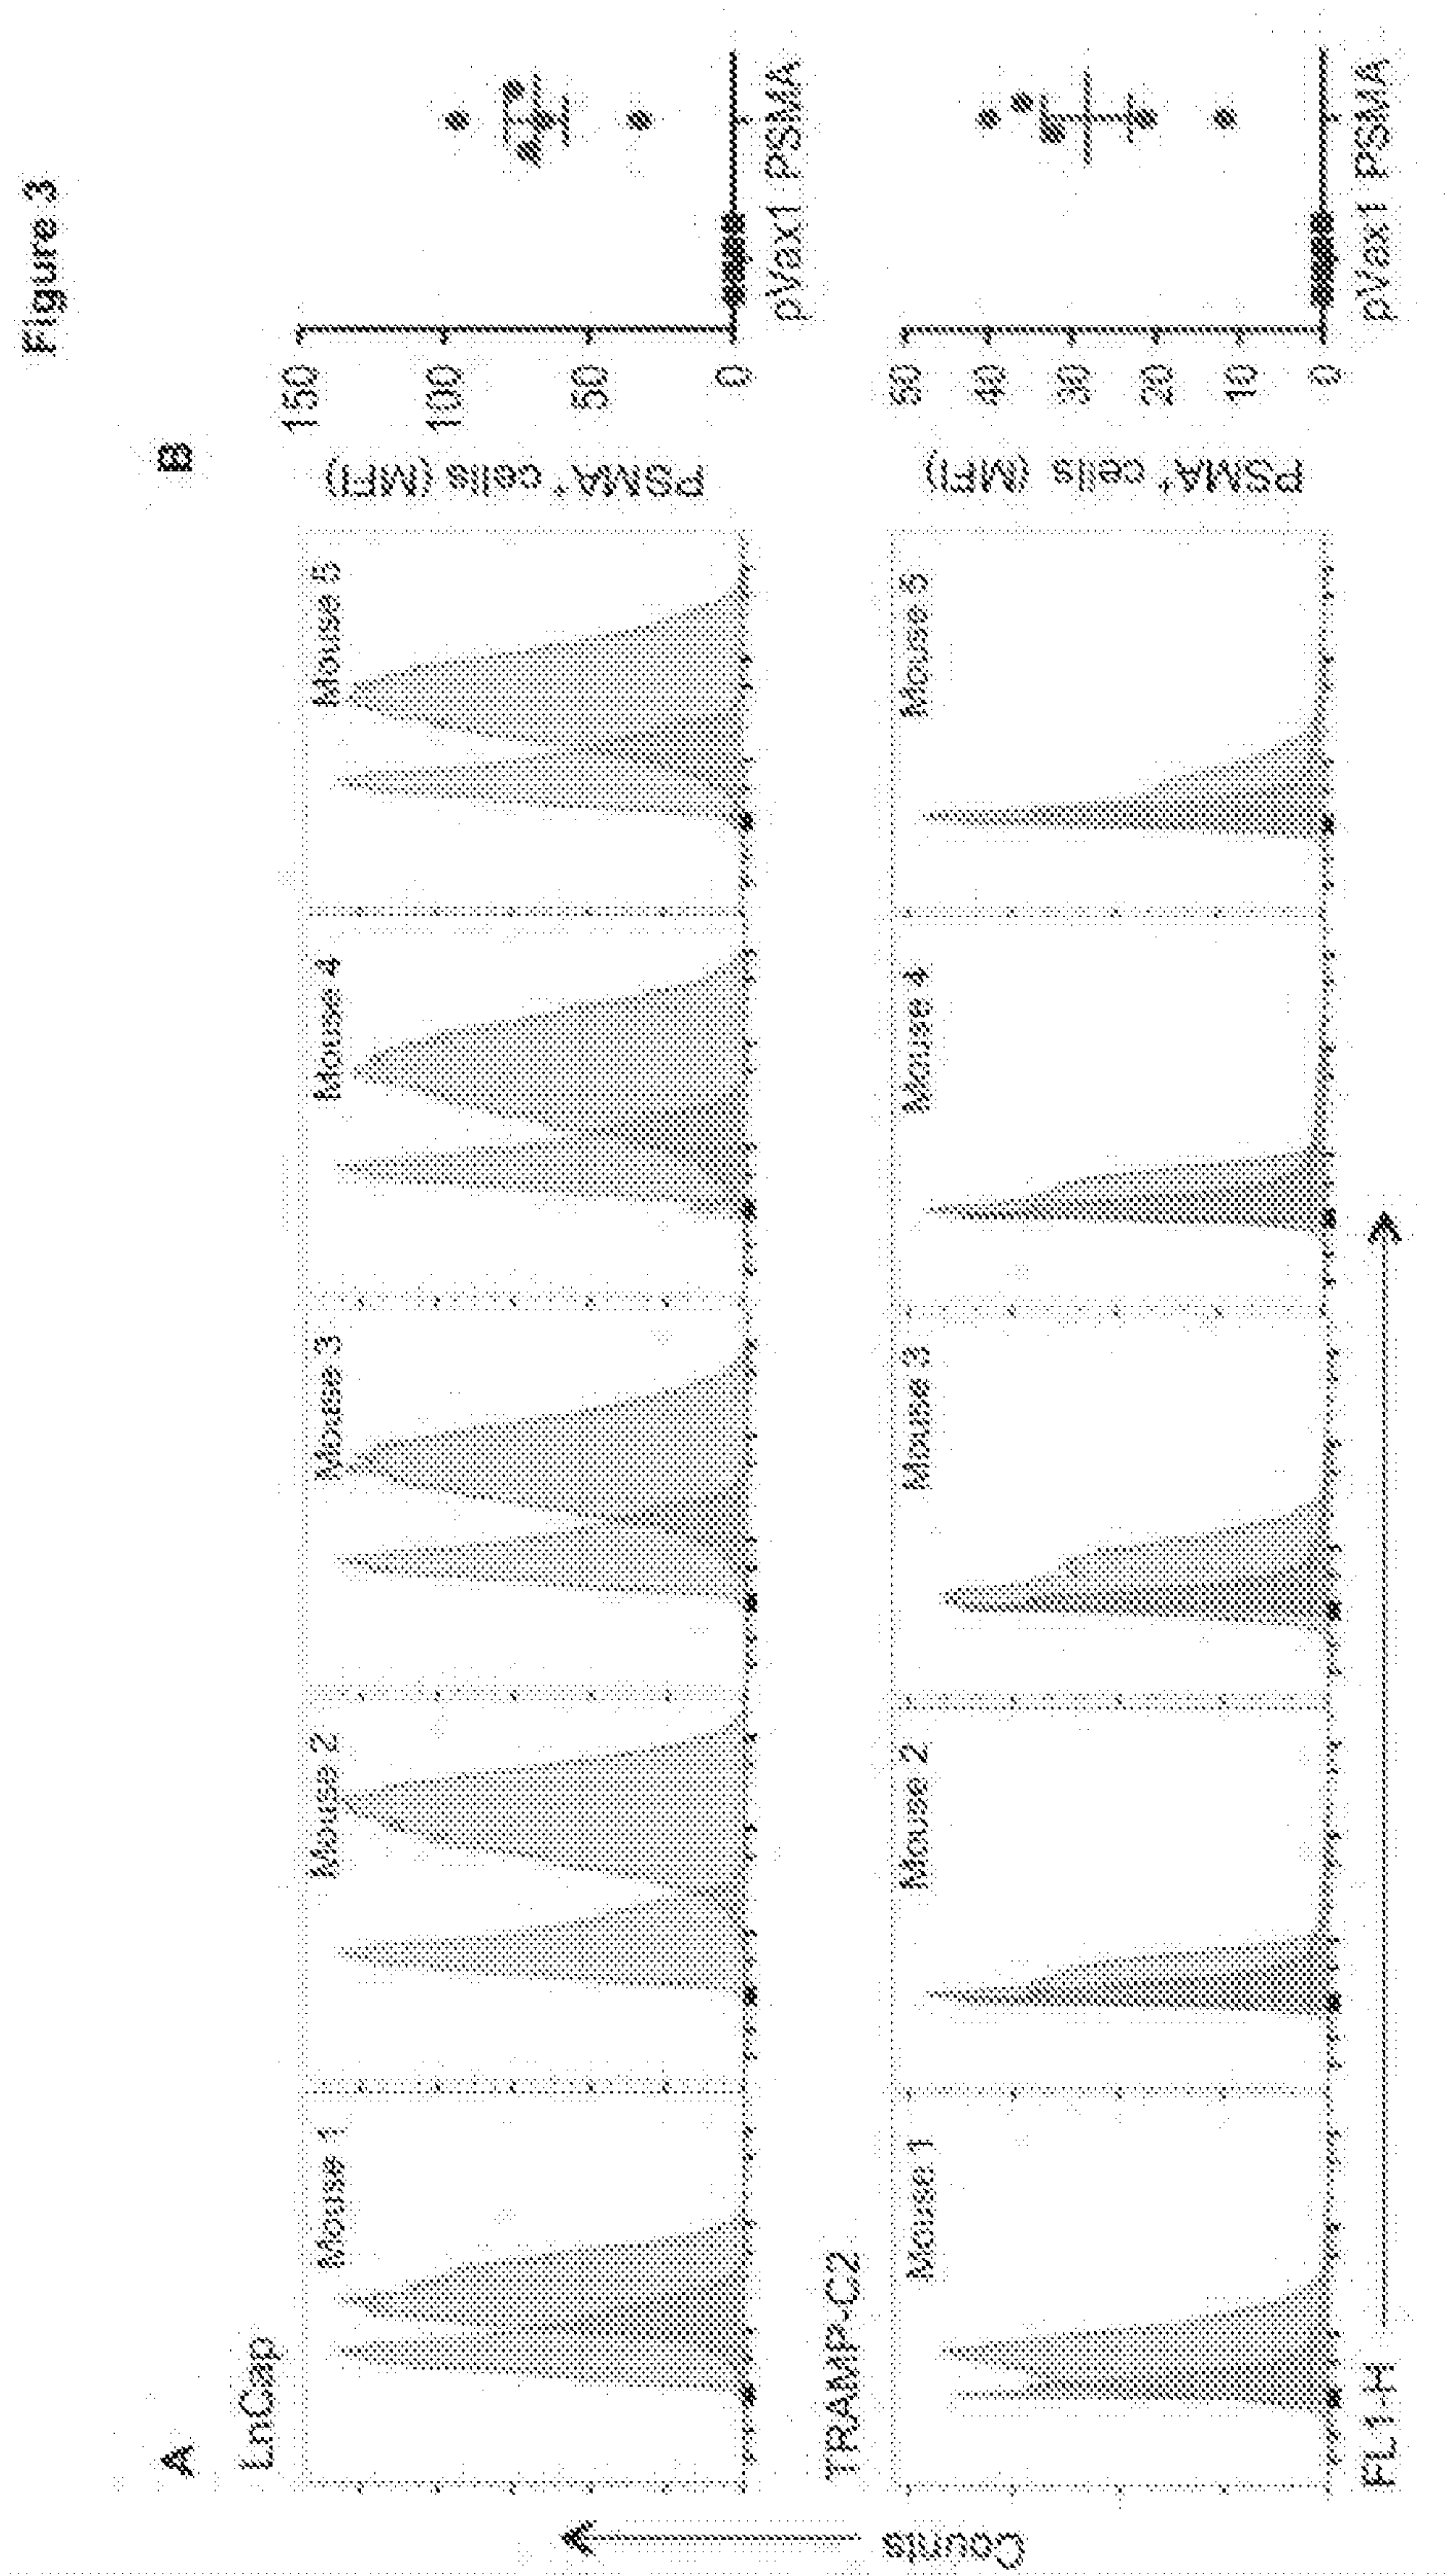 Figure 3
A
LnCap
Mouse 1
Mouse 2
Mouse 3
Mouse 4
Mouse 5
TRAMP-C2
Mouse 1
Mouse 2
Mouse 3
Mouse 4
Mouse 5
Counts
FL1-H
B
PSMA⁺ cells (MFI)
150
100
50
0
pVax1 PSMA
PSMA⁺ cells (MFI)
50
40
30
20
10
0
pVax1 PSMA